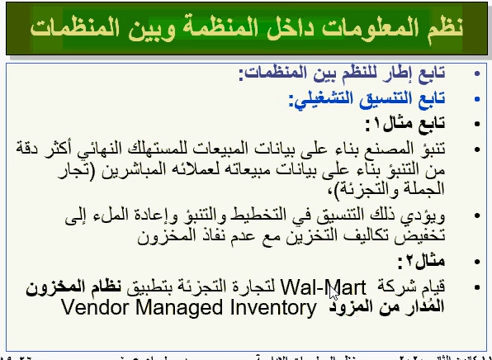 نظم المعلومات داخل المنظمة وبين المنظمات
• تابع إطار للنظم بين المنظمات:
• تابع التنسيق التشغيلي:
• تابع مثال١:
• تنبؤ المصنع بناء على بيانات المبيعات للمستهلك النهائي أكثر دقة
من التنبؤ بناء على بيانات مبيعاته لعملائه المباشرين (تجار
الجملة والتجزئة)،
• ويؤدي ذلك التنسيق في التخطيط والتنبؤ وإعادة الملء إلى
تخفيض تكاليف التخزين مع عدم نفاذ المخزون
• مثال٢:
• قيام شركة Wal-Mart لتجارة التجزئة بتطبيق نظام المخزون
المُدار من المزود Vendor Managed Inventory